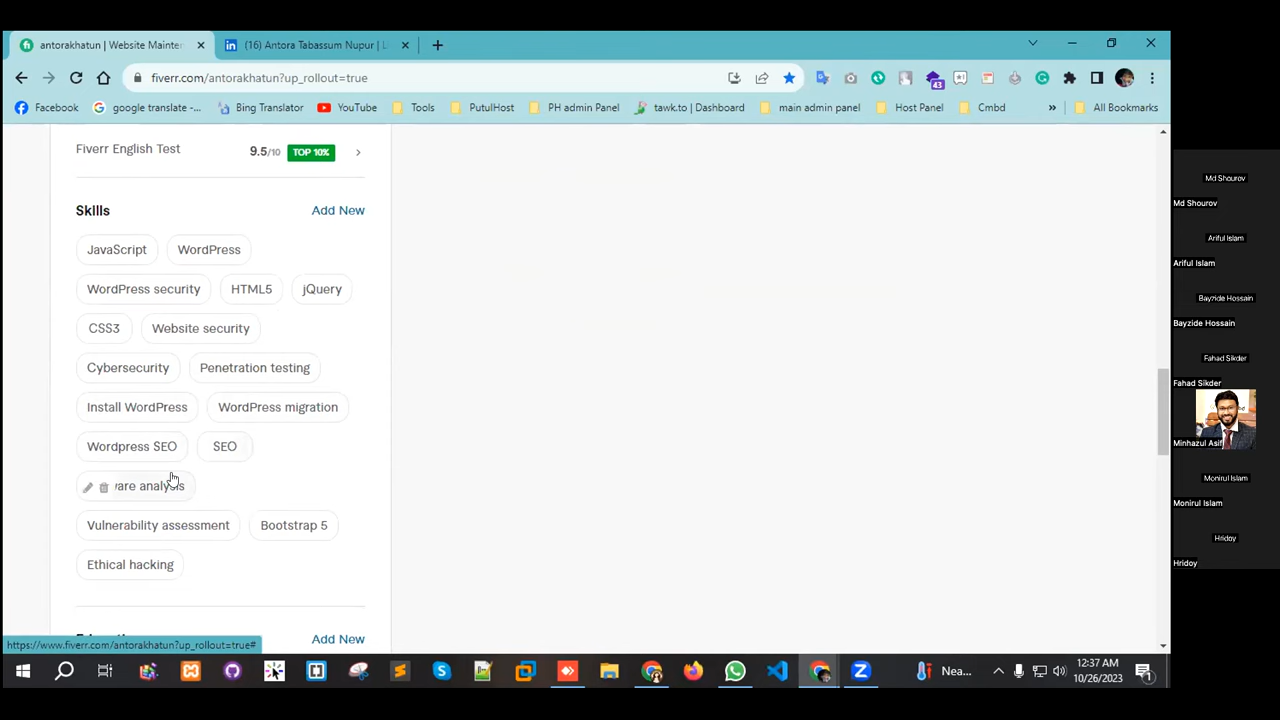 antorakhatun | Website Mainter
(16) Antora Tabassum Nupur | L
fiverr.com/antorakhatun?up_rollout=true
43
Facebook
google translate -...
Bing Translator
YouTube
Tools
PutulHost
PH admin Panel
tawk.to | Dashboard
main admin panel
Host Panel
Cmbd
»
All Bookmarks
Fiverr English Test
9.5/10 TOP 10%
Skills
Add New
JavaScript
WordPress
WordPress security
HTML5
jQuery
CSS3
Website security
Cybersecurity
Penetration testing
Install WordPress
WordPress migration
Wordpress SEO
SEO
ware analysis
Vulnerability assessment
Bootstrap 5
Ethical hacking
Add New
https://www.fiverr.com/antorakhatun?up_rollout=true#
Nea...
12:37 AM
10/26/2023
1
Md Shourov
Md Shourov
Ariful Islam
Ariful Islam
Bayzide Hossain
Bayzide Hossain
Fahad Sikder
Fahad Sikder
Minhazul Asif
Monirul Islam
Monirul Islam
Hridoy
Hridoy